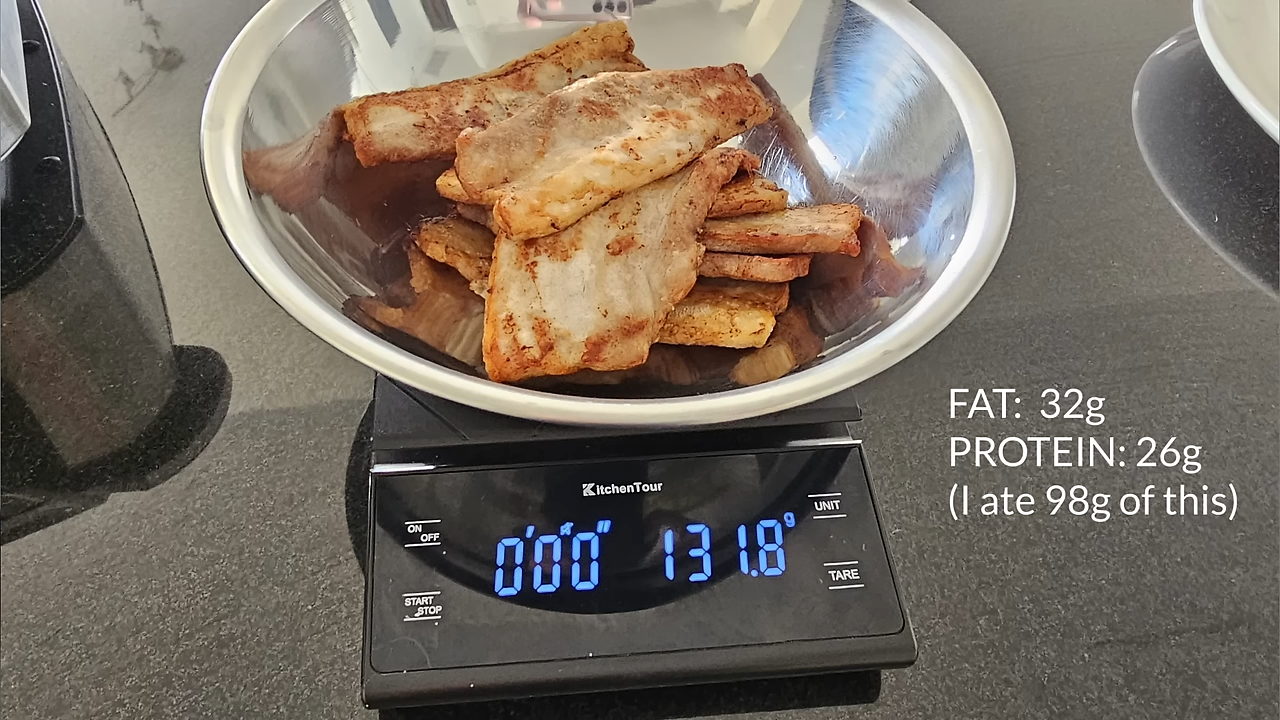 FAT: 32g
PROTEIN: 26g
(I ate 98g of this)
KitchenTour
ON
OFF
0'00"
131.8g
UNIT
START
STOP
TARE